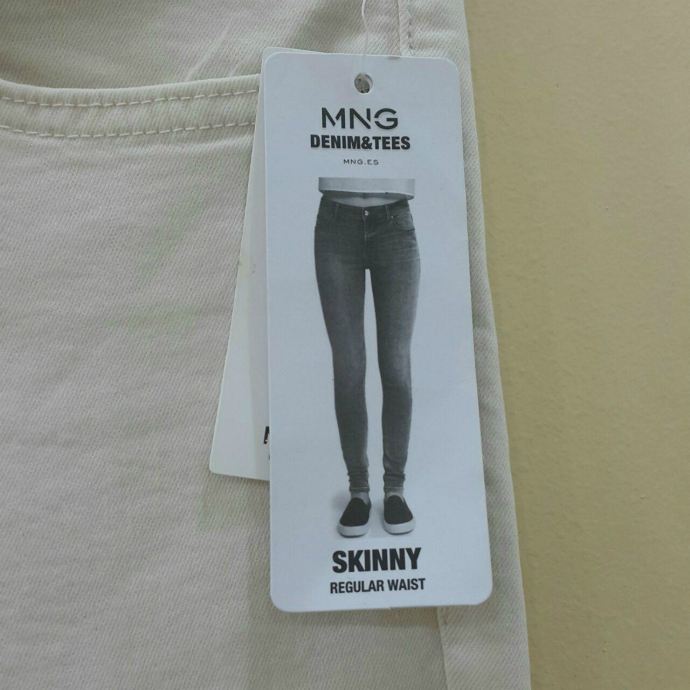 MNG
DENIM&TEES
MNG.ES
SKINNY
REGULAR WAIST